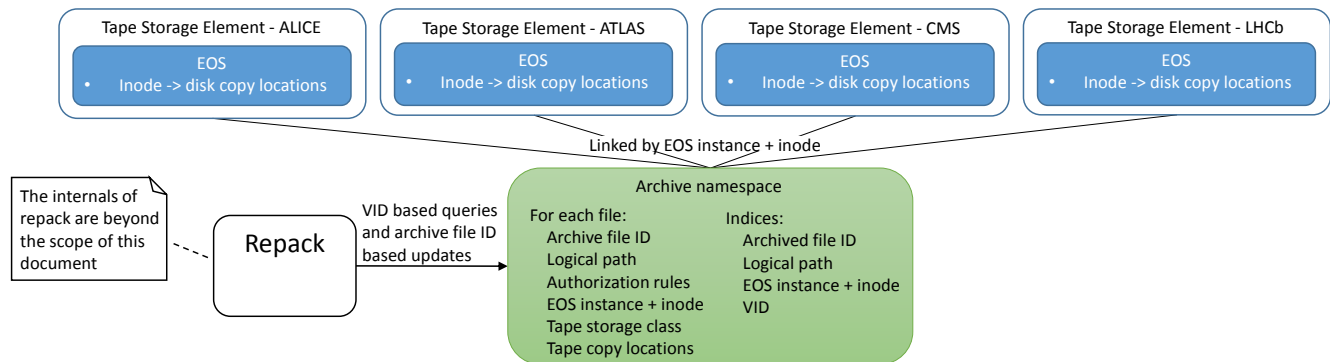 Tape Storage Element - ALICE
EOS
• Inode -> disk copy locations
Tape Storage Element - ATLAS
EOS
• Inode -> disk copy locations
Tape Storage Element - CMS
EOS
• Inode -> disk copy locations
Tape Storage Element - LHCb
EOS
• Inode -> disk copy locations
Linked by EOS instance + inode
The internals of
repack are beyond
the scope of this
document
Repack
VID based queries
and archive file ID
based updates
Archive namespace
For each file:
Archive file ID
Logical path
Authorization rules
EOS instance + inode
Tape storage class
Tape copy locations
Indices:
Archived file ID
Logical path
EOS instance + inode
VID